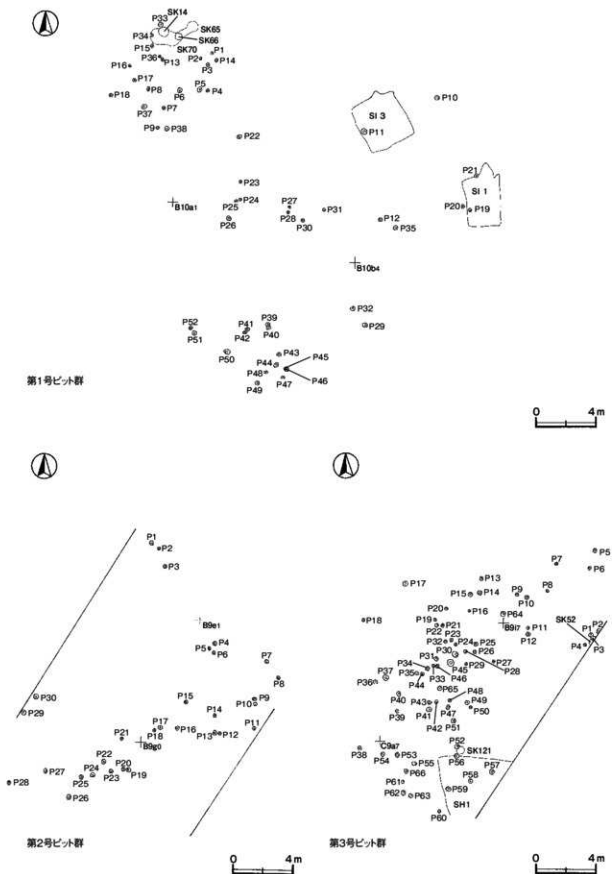 P33
SK14
SK65
P34
SK66
P15
SK70
P1
P36
P13
P2
P14
P16
P3
P17
P8
P5
P18
P6
P4
P37
P7
P9
P38
P22
SI 3
P11
P10
P21
SI 1
P20
P19
P23
P24
P25
P26
B10a1
P27
P28
P30
P31
P12
P35
B10b4
P32
P29
P52
P51
P41
P42
P39
P40
P50
P43
P45
P44
P48
P46
P47
P49
第1号ピット群
0 4m
P1
P2
P3
B9e1
P4
P5
P6
P7
P8
P30
P29
P15
P9
P10
P14
P17
P16
P11
P21
P18
P13
P12
B9g0
P22
P20
P27
P24
P23
P19
P28
P25
P26
第2号ピット群
0 4m
P5
P7
P6
P17
P13
P8
P15
P14
P9
P10
P20
P16
P64
SK52
P18
P19
P21
B9i7
P1
P2
P22
P23
P11
P32
P24
P25
P12
P4
P3
P30
P26
P31
P27
P34
P29
P28
P37
P35
P33
P46
P36
P44
P45
P65
P40
P48
P43
P49
P39
P41
P47
P50
P42
P51
C9a7
P52
P38
P54
P53
SK121
P56
P55
P57
P66
P58
P61
P59
P62
P63
SH1
P60
第3号ピット群
0 4m